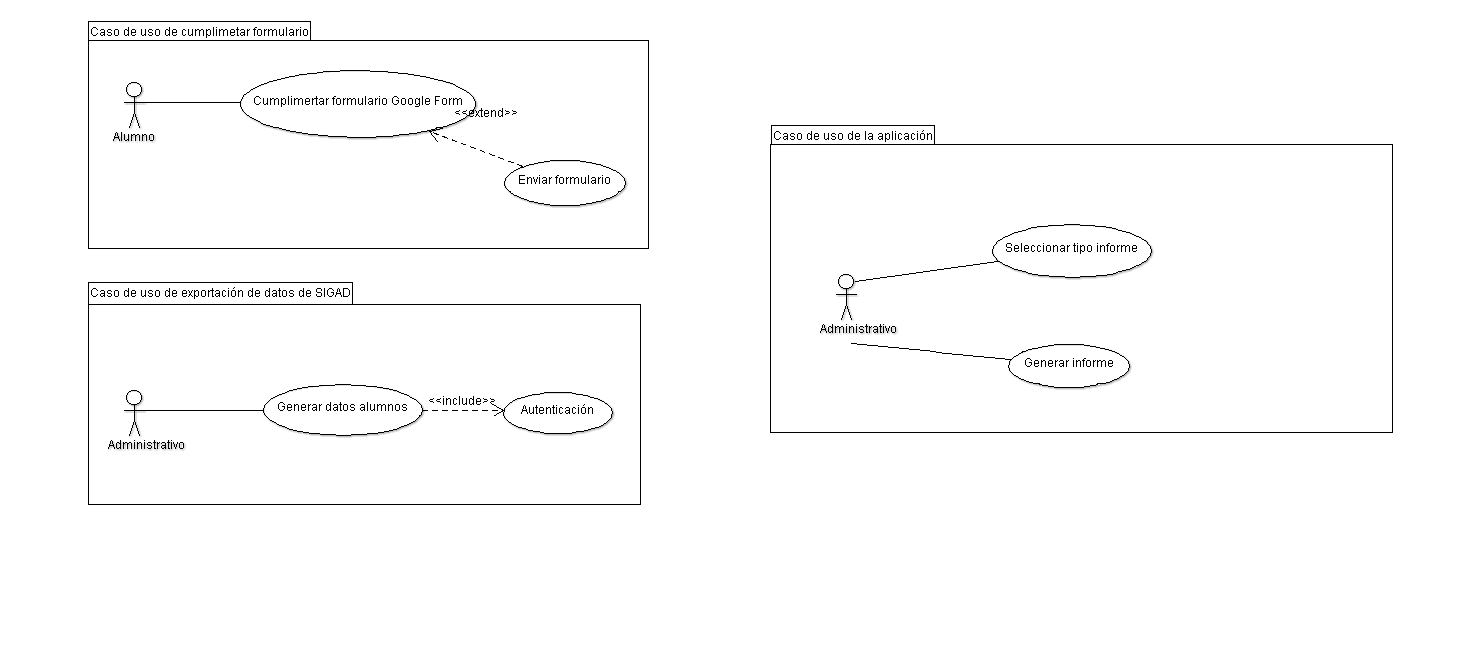 Caso de uso de cumplimetar formulario
Cumplimertar formulario Google Form
<<extend>>
Alumno
Enviar formulario
Caso de uso de exportación de datos de SIGAD
Generar datos alumnos
<<include>>
Autenticación
Administrativo
Caso de uso de la aplicación
Seleccionar tipo informe
Administrativo
Generar informe